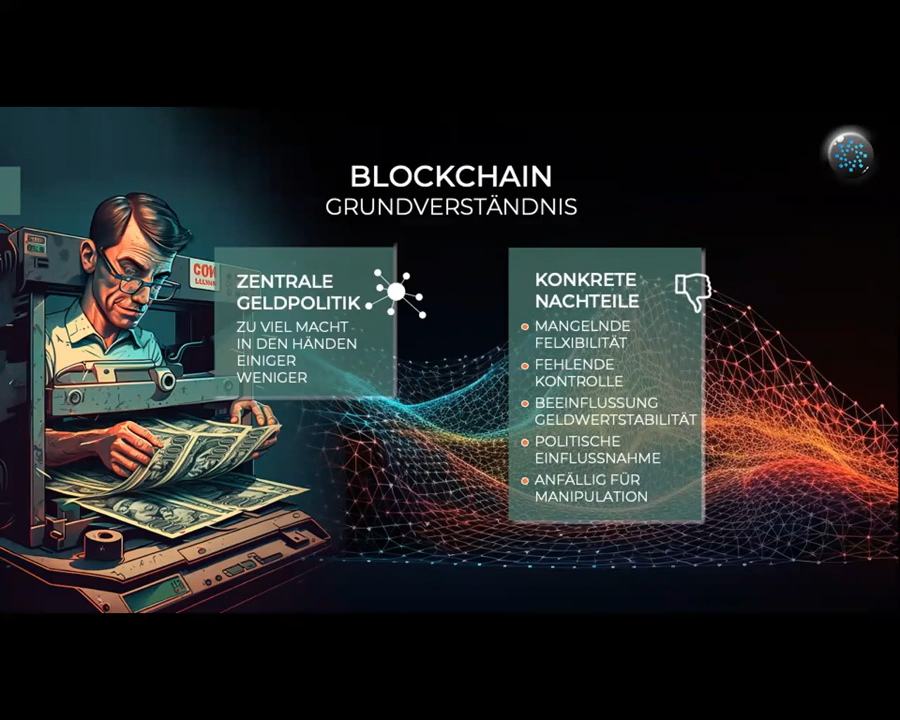 BLOCKCHAIN
GRUNDVERSTÄNDNIS
ZENTRALE
GELDPOLITIK
ZU VIEL MACHT
IN DEN HÄNDEN
EINIGER
WENIGER
KONKRETE
NACHTEILE
MANGELNDE
FELXIBILITÄT
FEHLENDE
KONTROLLE
BEEINFLUSSUNG
GELDWERTSTABILITÄT
POLITISCHE
EINFLUSSNAHME
ANFÄLLIG FÜR
MANIPULATION